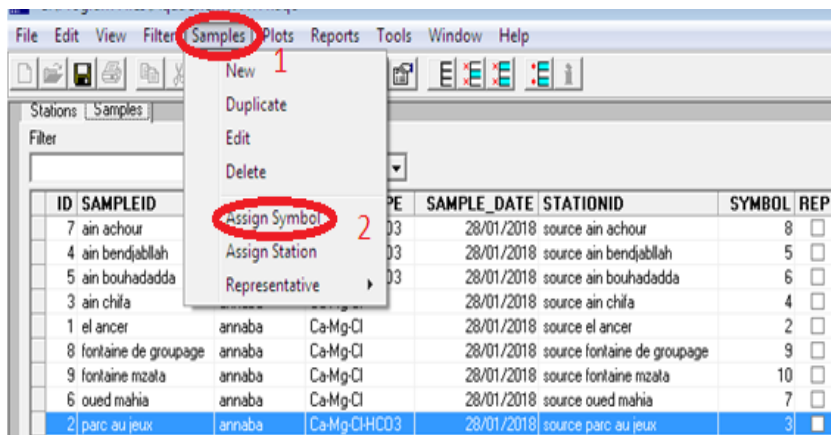 File Edit View Filter Samples Plots Reports Tools Window Help
New 1
Duplicate
Edit
Delete
Assign Symbol 2
Assign Station
Representative
Stations Samples
Filter
ID SAMPLEID PE SAMPLE_DATE STATIONID SYMBOL REP
7 ain achour 03 28/01/2018 source ain achour 8
4 ain bendjabllah 03 28/01/2018 source ain bendjabllah 5
5 ain bouhadadda 03 28/01/2018 source ain bouhadadda 6
3 ain chifa annaba Ca-Mg-Cl 28/01/2018 source ain chifa 4
1 el ancer annaba Ca-Mg-Cl 28/01/2018 source el ancer 2
8 fontaine de groupage annaba Ca-Mg-Cl 28/01/2018 source fontaine de groupage 9
9 fontaine mzata annaba Ca-Mg-Cl 28/01/2018 source fontaine mzata 10
6 oued mahia annaba Ca-Mg-Cl 28/01/2018 source oued mahia 7
2 parc au jeux annaba Ca-Mg-Cl-HCO3 28/01/2018 source parc au jeux 3